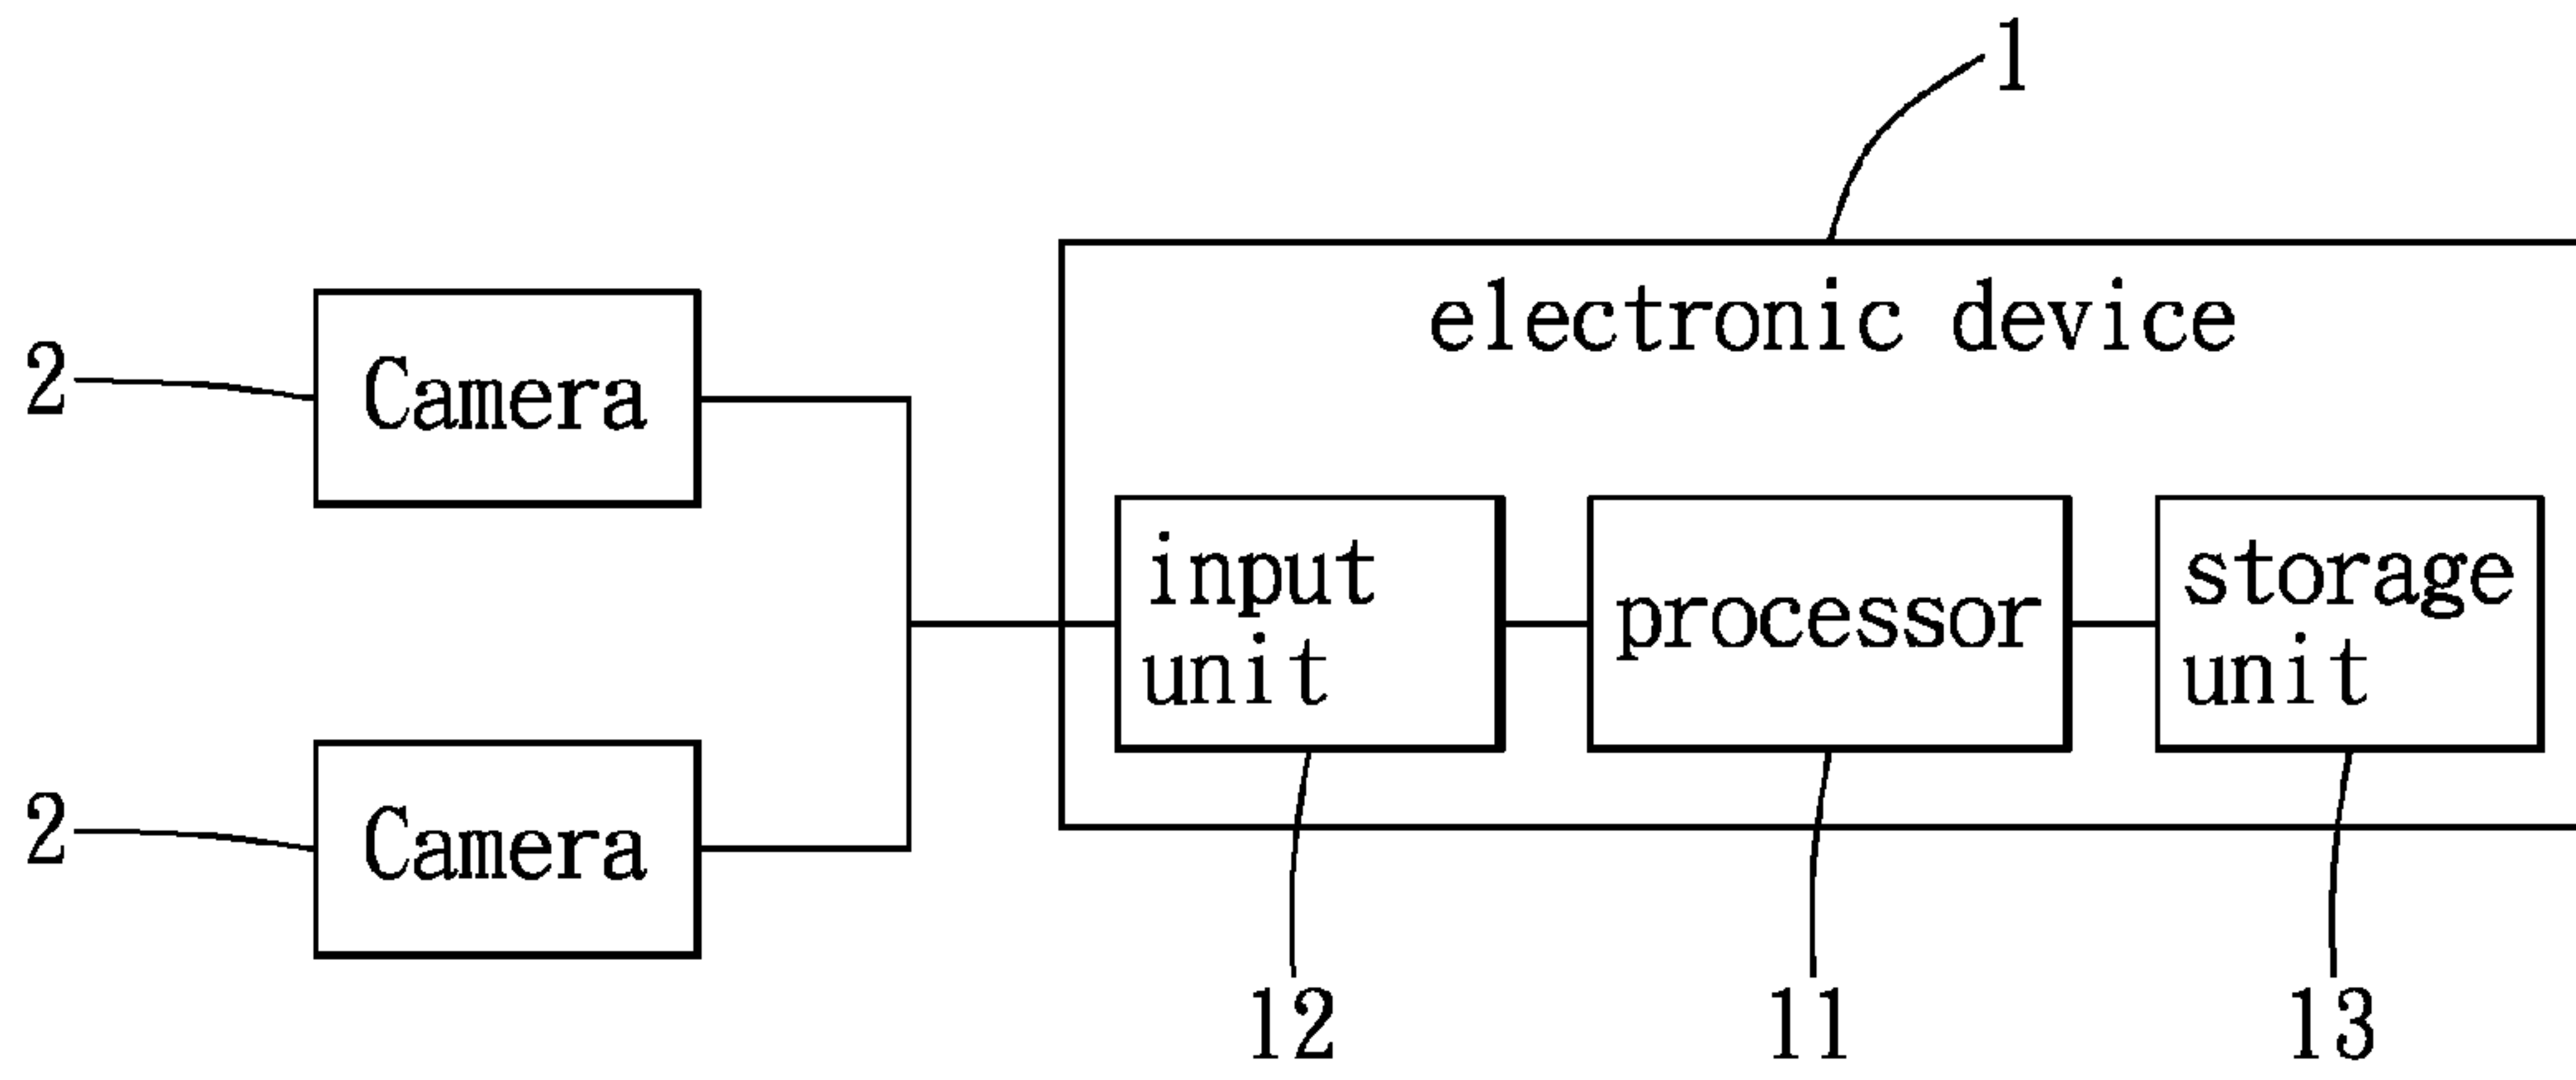 1
electronic device
2
Camera
input
unit
processor
storage
unit
2
Camera
12
11
13